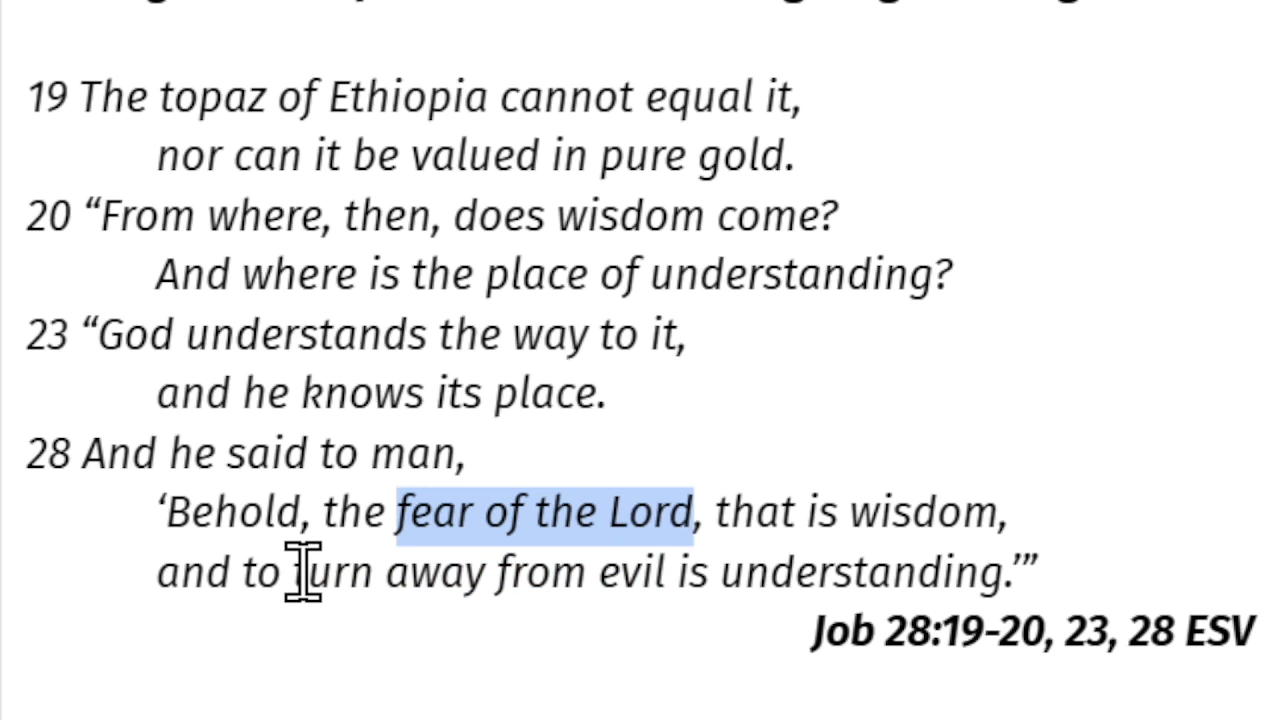 19 The topaz of Ethiopia cannot equal it,
nor can it be valued in pure gold.
20 “From where, then, does wisdom come?
And where is the place of understanding?
23 “God understands the way to it,
and he knows its place.
28 And he said to man,
‘Behold, the fear of the Lord, that is wisdom,
and to turn away from evil is understanding.’”
Job 28:19-20, 23, 28 ESV